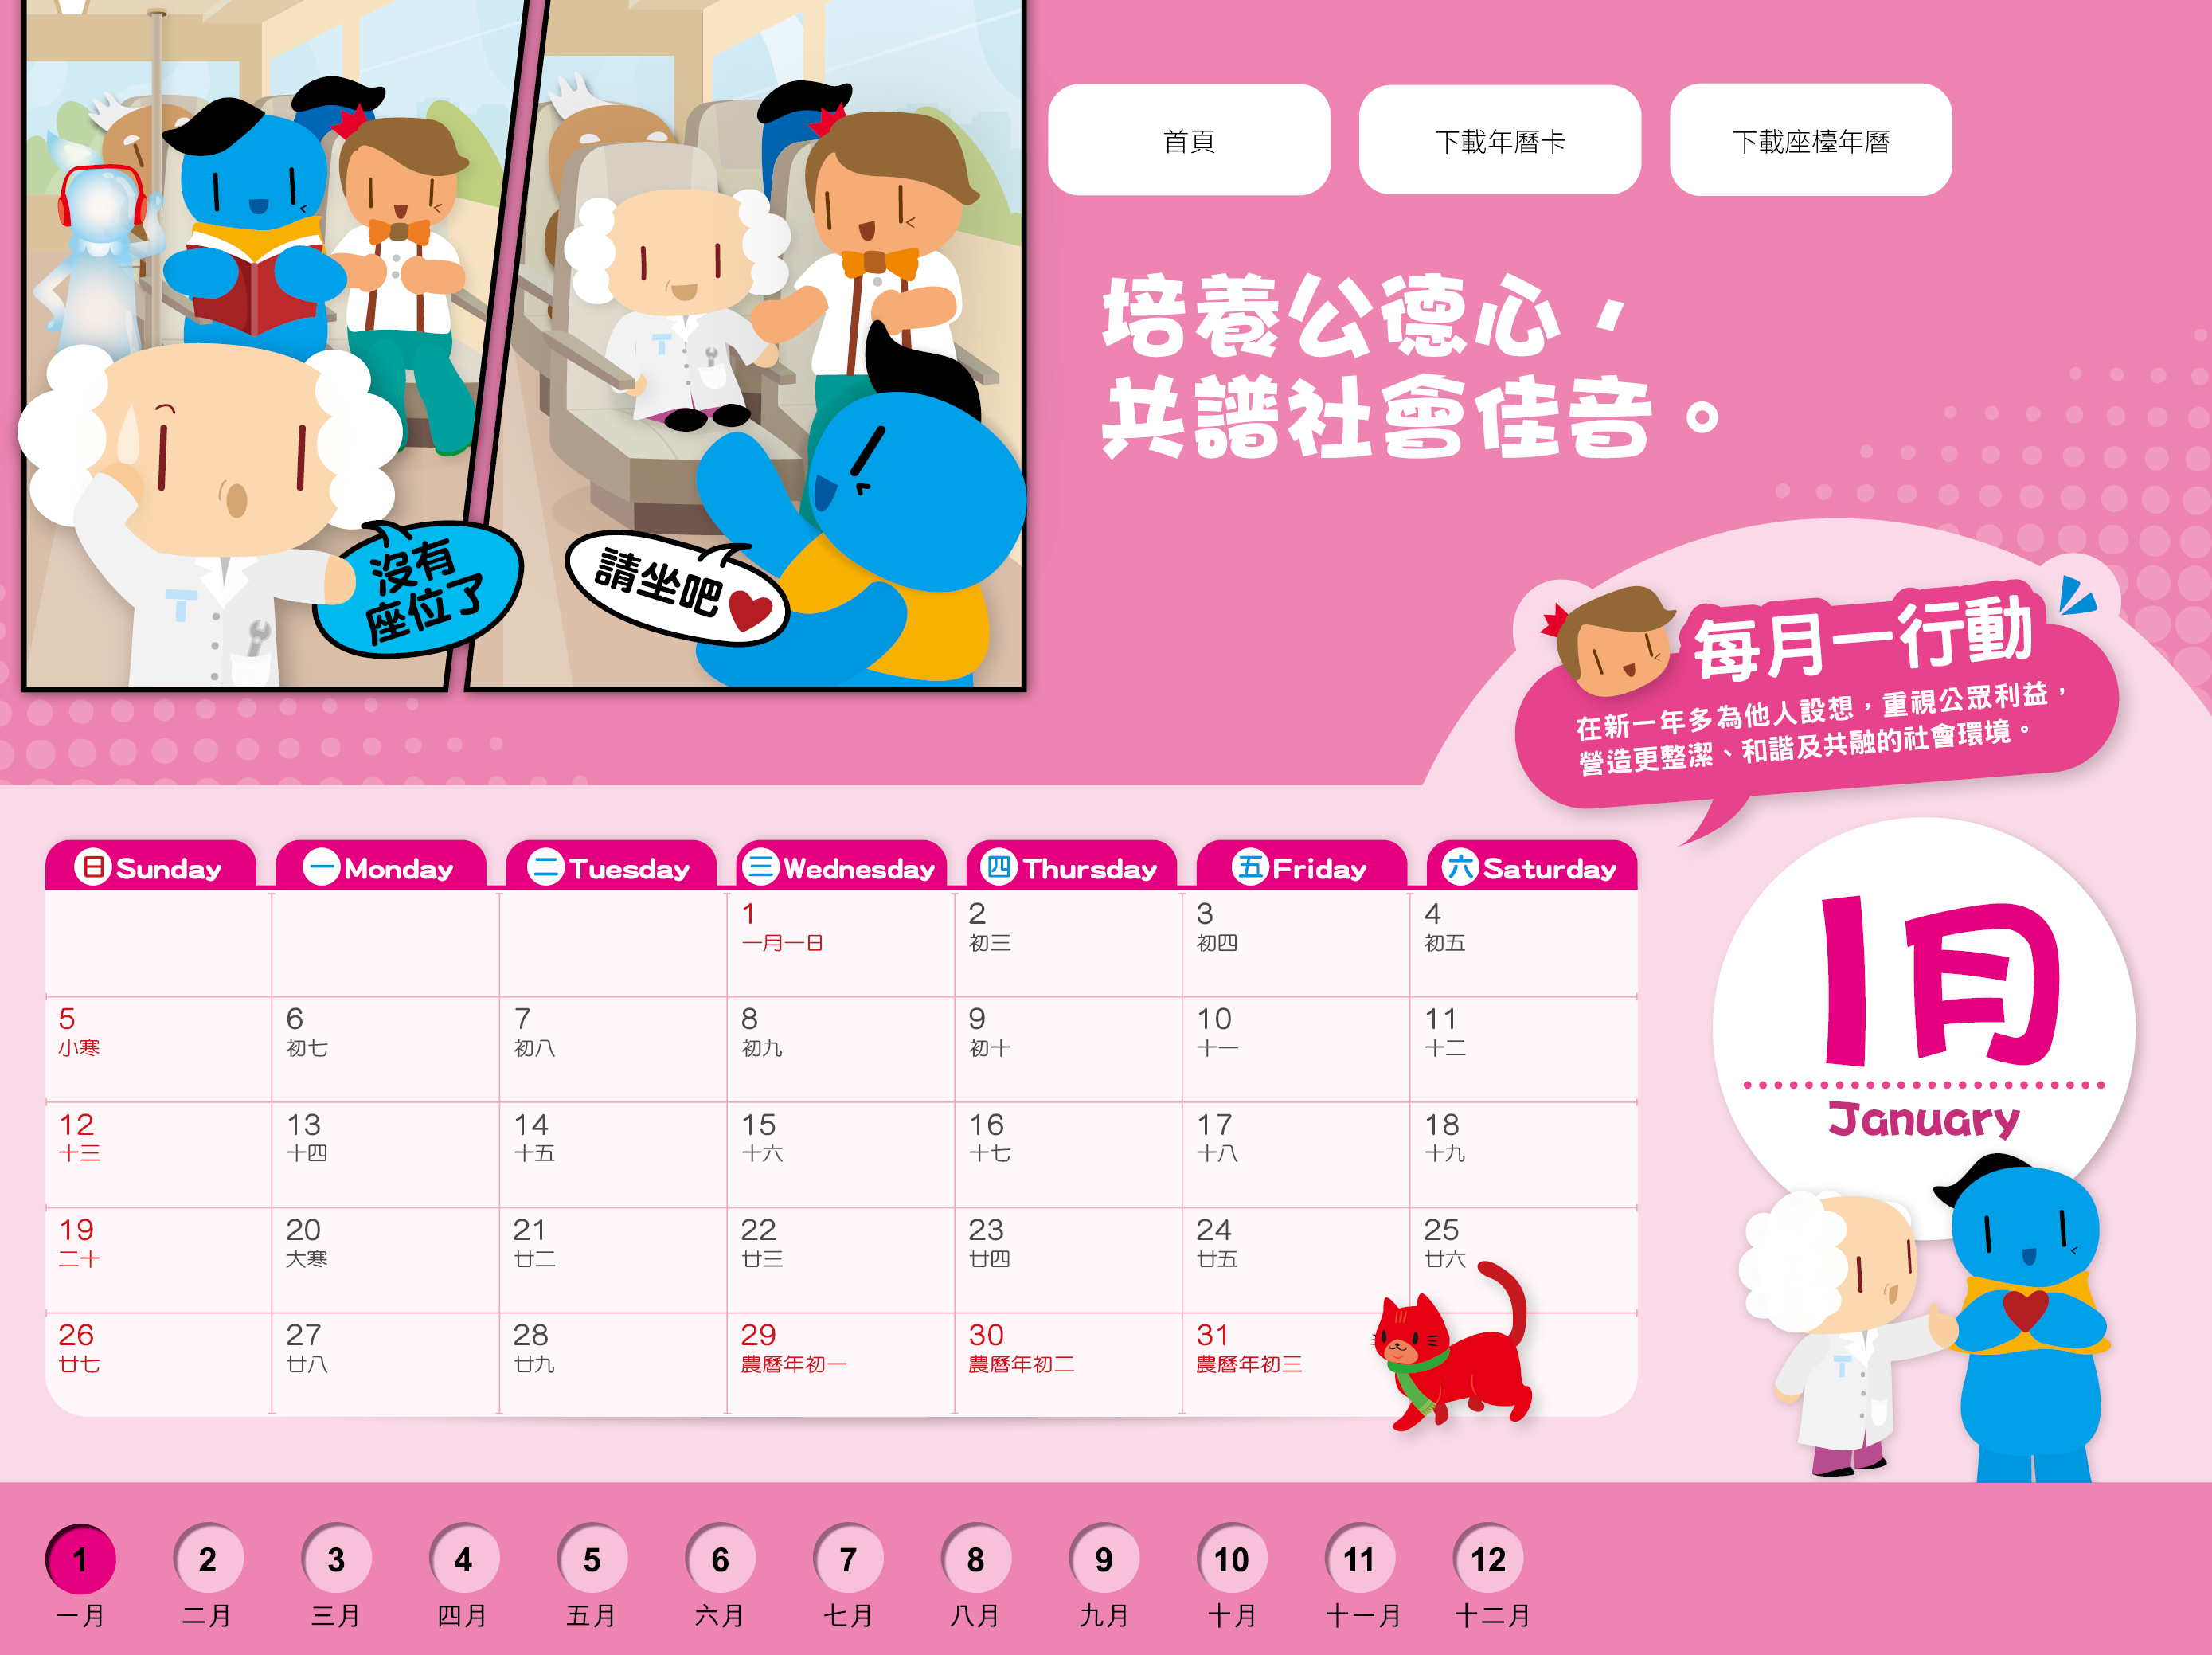 首頁
下載年曆卡
下載座檯年曆
培養公德心，
共譜社會佳音。
沒有
座位了
請坐吧
每月一行動
在新一年多為他人設想，重視公眾利益，
營造更整潔、和諧及共融的社會環境。
日 Sunday 一 Monday 二 Tuesday 三 Wednesday 四 Thursday 五 Friday 六 Saturday
1 2 3 4
一月一日 初三 初四 初五
5 6 7 8 9 10 11
小寒 初七 初八 初九 初十 十一 十二
12 13 14 15 16 17 18
十三 十四 十五 十六 十七 十八 十九
19 20 21 22 23 24 25
二十 大寒 廿二 廿三 廿四 廿五 廿六
26 27 28 29 30 31
廿七 廿八 廿九 農曆年初一 農曆年初二 農曆年初三
1月
January
T
T
T
1 2 3 4 5 6 7 8 9 10 11 12
一月 二月 三月 四月 五月 六月 七月 八月 九月 十月 十一月 十二月